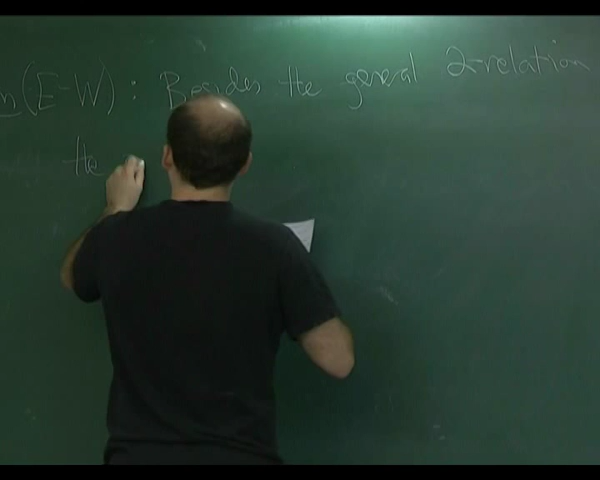 n (E-W) : Besides the general 2-relation
the